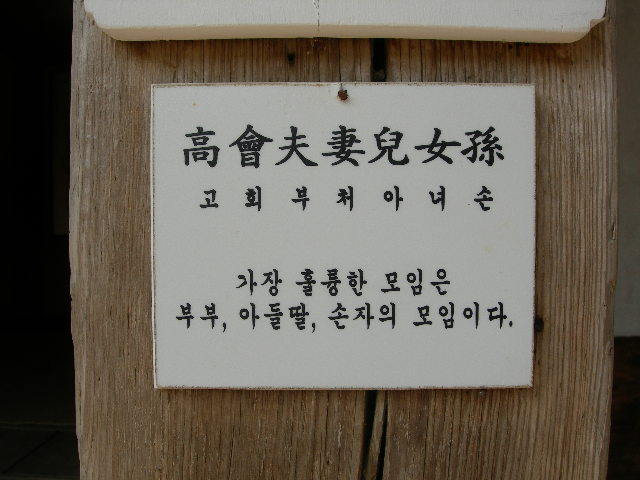 高會夫妻兒女孫
고회부처아녀손
가장 훌륭한 모임은
부부, 아들딸, 손자의 모임이다.